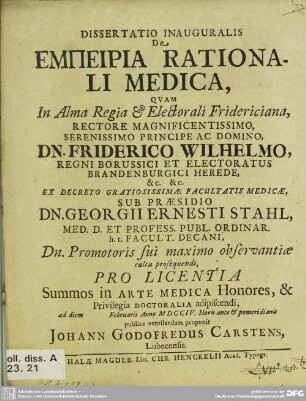 DISSERTATIO INAUGURALIS
De
ΕΜΠΕΙΡΙΑ RATIONA-
LI MEDICA,
QVAM
In Alma Regia & Electorali Fridericiana,
RECTORE MAGNIFICENTISSIMO,
SERENISSIMO PRINCIPE AC DOMINO,
DN. FRIDERICO WILHELMO,
REGNI BORUSSICI ET ELECTORATUS
BRANDENBURGICI HEREDE,
&c. &c.
EX DECRETO GRATIOSISSIMÆ FACULTATIS MEDICÆ,
SUB PRÆSIDIO
DN. GEORGII ERNESTI STAHL,
MED. D. ET PROFESS. PUBL. ORDINAR.
h. t. FACULT. DECANI,
Dn. Promotoris sui maximo observantiæ
cultu prosequendi,
PRO LICENTIA
Summos in ARTE MEDICA Honores, &
Privilegia DOCTORALIA adipiscendi,
ad diem Februarii Anno MDCCIV. Horis ante & pomeridianis
publice ventilandam proponit
JOHANN GODOFREDUS CARSTENS,
Lubecensis.
HALÆ MAGDEB. Lit. CHR. HENCKELII Acad. Typogr.
oll. diss. A
23, 21